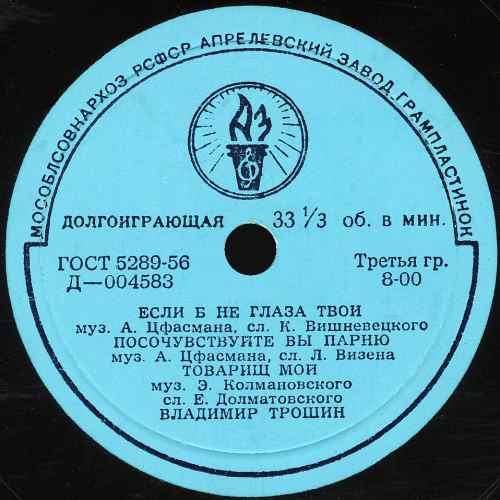 МОСОБЛСОВНАРХОЗ РСФСР АПРЕЛЕВСКИЙ ЗАВОД ГРАМПЛАСТИНОК
АЗ
ДОЛГОИГРАЮЩАЯ 33 1/3 об. в мин.
ГОСТ 5289-56 Третья гр.
Д—004583 8-00
ЕСЛИ Б НЕ ГЛАЗА ТВОИ
муз. А. Цфасмана, сл. К. Вишневецкого
ПОСОЧУВСТВУЙТЕ ВЫ ПАРНЮ
муз. А. Цфасмана, сл. Л. Визена
ТОВАРИЩ МОЙ
муз. Э. Колмановского
сл. Е. Долматовского
ВЛАДИМИР ТРОШИН